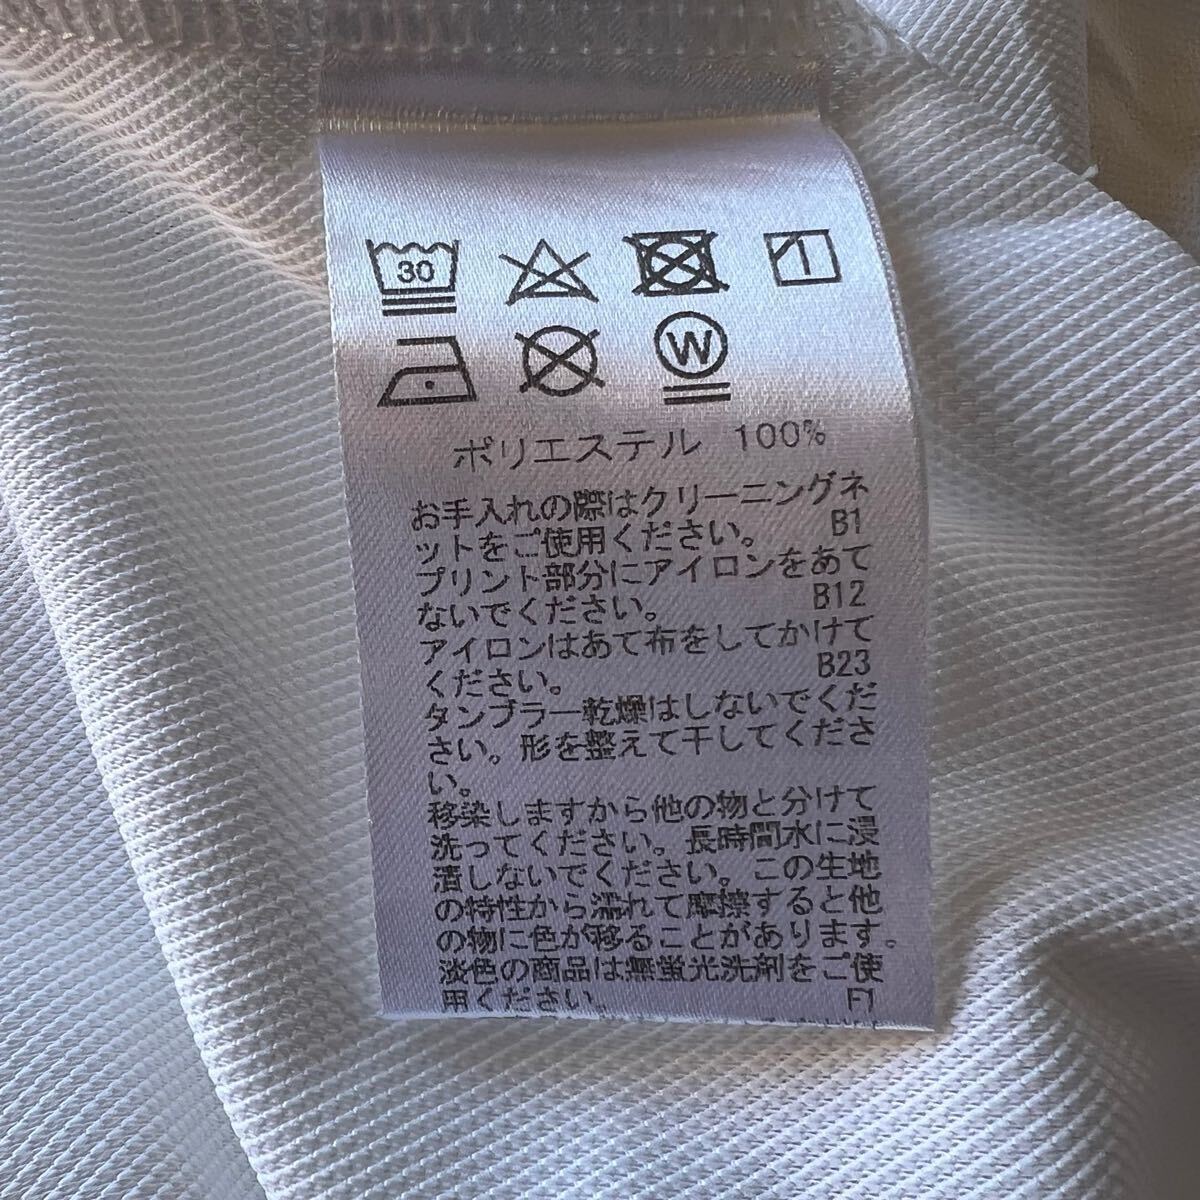 30
W
ポリエステル 100%
お手入れの際はクリーニングネ
ットをご使用ください。 B1
プリント部分にアイロンをあて
ないでください。 B12
アイロンはあて布をしてかけて
ください。 B23
タンブラー乾燥はしないでくだ
さい。形を整えて干してくださ
い。
移染しますから他の物と分けて
洗ってください。長時間水に浸
漬しないでください。この生地
の特性から濡れて摩擦すると他
の物に色が移ることがあります。
淡色の商品は無蛍光洗剤をご使
用ください。 F1